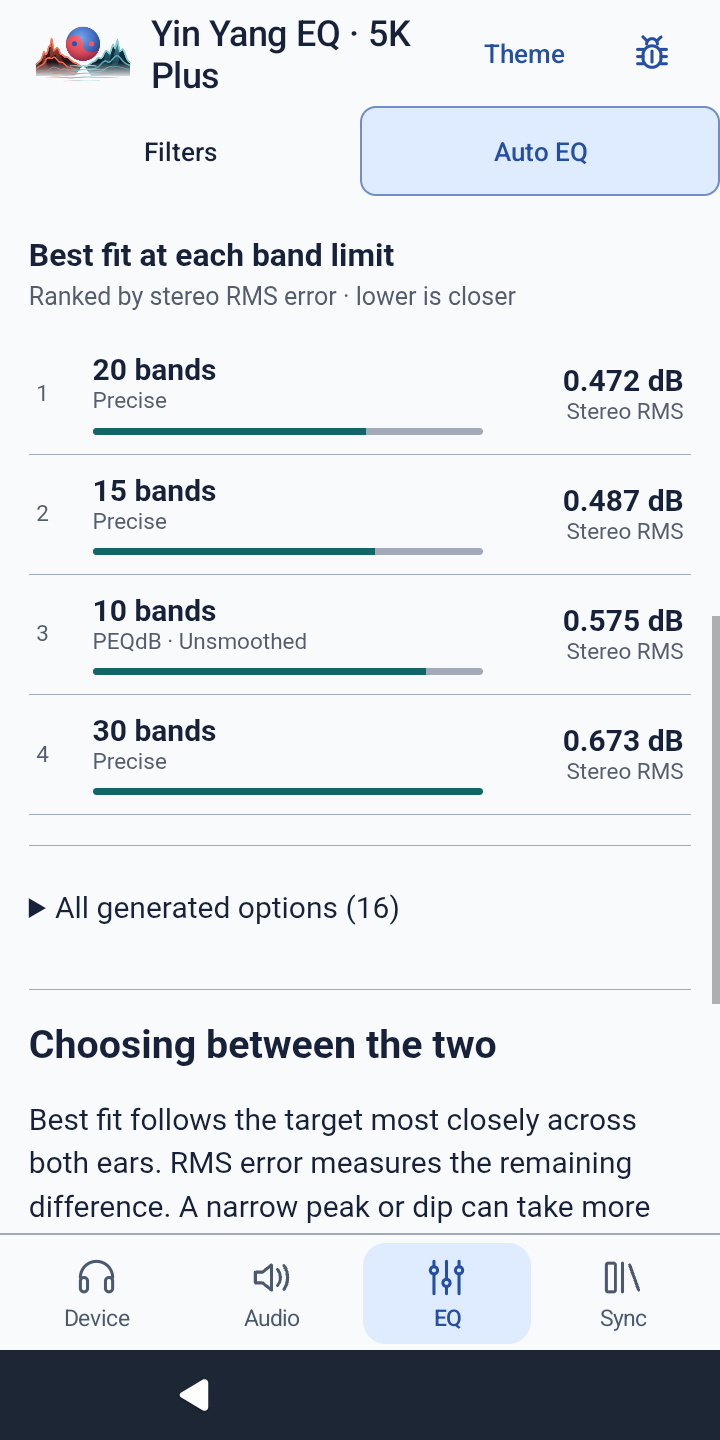 Yin Yang EQ · 5K
Plus
Theme
Filters
Auto EQ
Best fit at each band limit
Ranked by stereo RMS error · lower is closer
1
20 bands
Precise
0.472 dB
Stereo RMS
2
15 bands
Precise
0.487 dB
Stereo RMS
3
10 bands
PEQdB · Unsmoothed
0.575 dB
Stereo RMS
4
30 bands
Precise
0.673 dB
Stereo RMS
All generated options (16)
Choosing between the two
Best fit follows the target most closely across
both ears. RMS error measures the remaining
difference. A narrow peak or dip can take more
Device
Audio
EQ
Sync